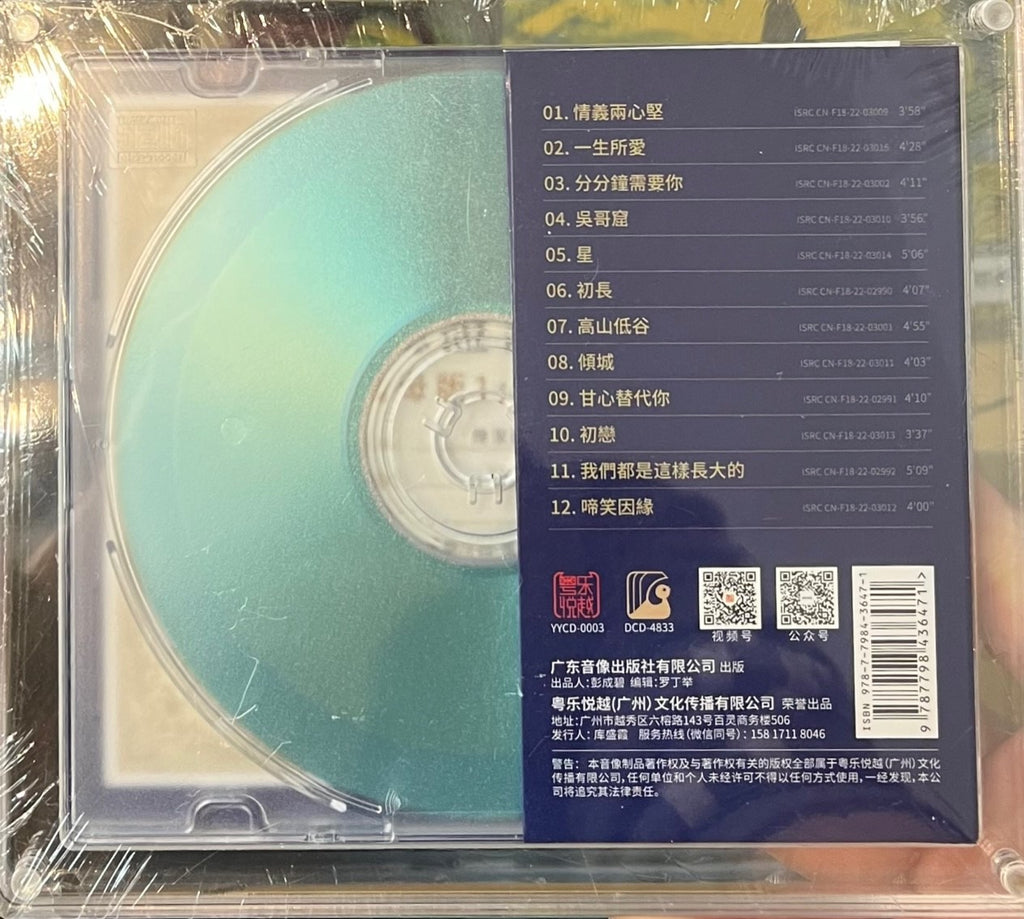 01. 情義兩心堅 ISRC CN-F18-22-03009 3'58"
02. 一生所愛 ISRC CN-F18-22-03015 4'28"
03. 分分鐘需要你 ISRC CN-F18-22-03002 4'11"
04. 吳哥窟 ISRC CN-F18-22-03010 3'56"
05. 星 ISRC CN-F18-22-03014 5'06"
06. 初長 ISRC CN-F18-22-02990 4'07"
07. 高山低谷 ISRC CN-F18-22-03001 4'55"
08. 傾城 ISRC CN-F18-22-03011 4'03"
09. 甘心替代你 ISRC CN-F18-22-02991 4'10"
10. 初戀 ISRC CN-F18-22-03013 3'37"
11. 我們都是這樣長大的 ISRC CN-F18-22-02992 5'09"
12. 啼笑因緣 ISRC CN-F18-22-03012 4'00"
粤乐
悦越
YYCD-0003 DCD-4833 视频号 公众号
广东音像出版社有限公司 出版
出品人:彭成碧 编辑:罗丁举
粤乐悦越(广州)文化传播有限公司 荣誉出品
地址:广州市越秀区六榕路143号百灵商务楼506
发行人:库盛霞 服务热线(微信同号):158 1711 8046
警告:本音像制品著作权及与著作权有关的版权全部属于粤乐悦越(广州)文化
传播有限公司,任何单位和个人未经许可不得以任何方式使用,一经发现,本公
司将追究其法律责任。
ISBN 978-7-7984-3647-1
9 787798 436471 >